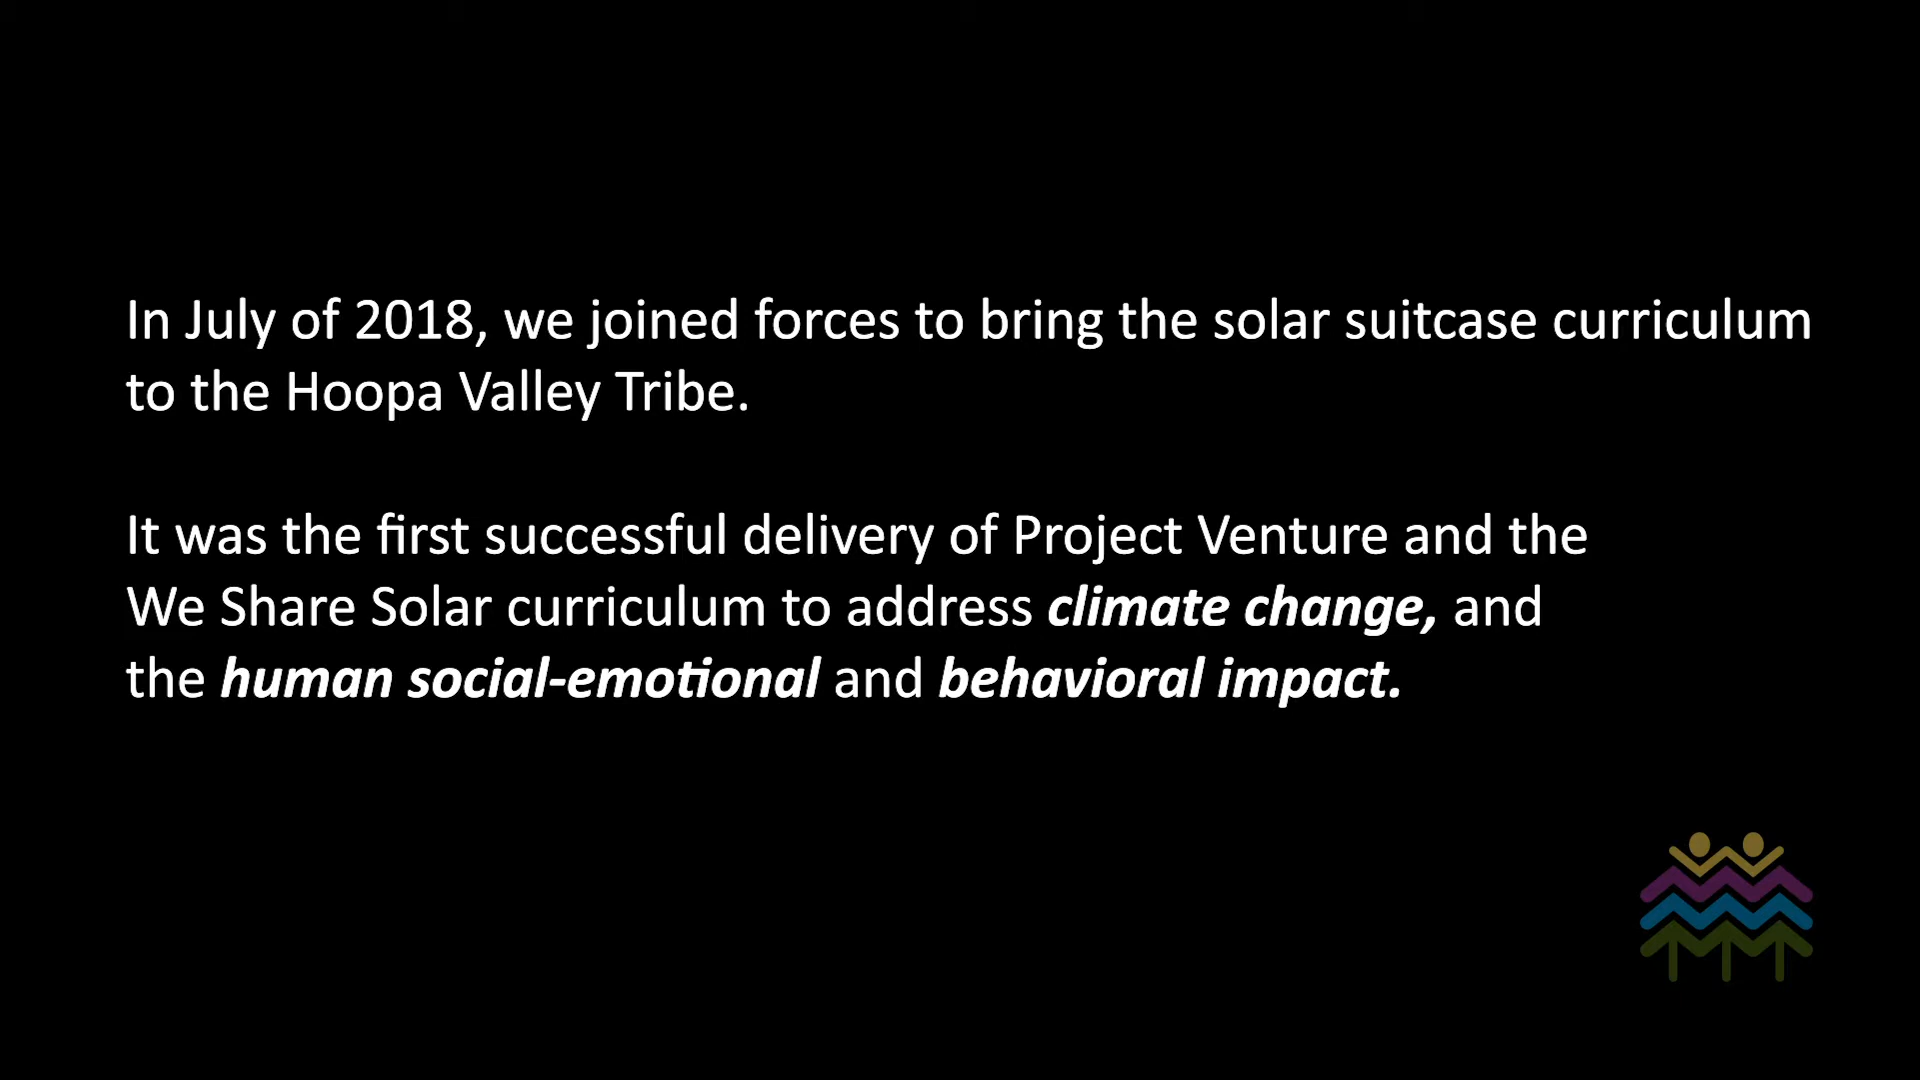 In July of 2018, we joined forces to bring the solar suitcase curriculum
to the Hoopa Valley Tribe.
It was the first successful delivery of Project Venture and the
We Share Solar curriculum to address climate change, and
the human social-emotional and behavioral impact.